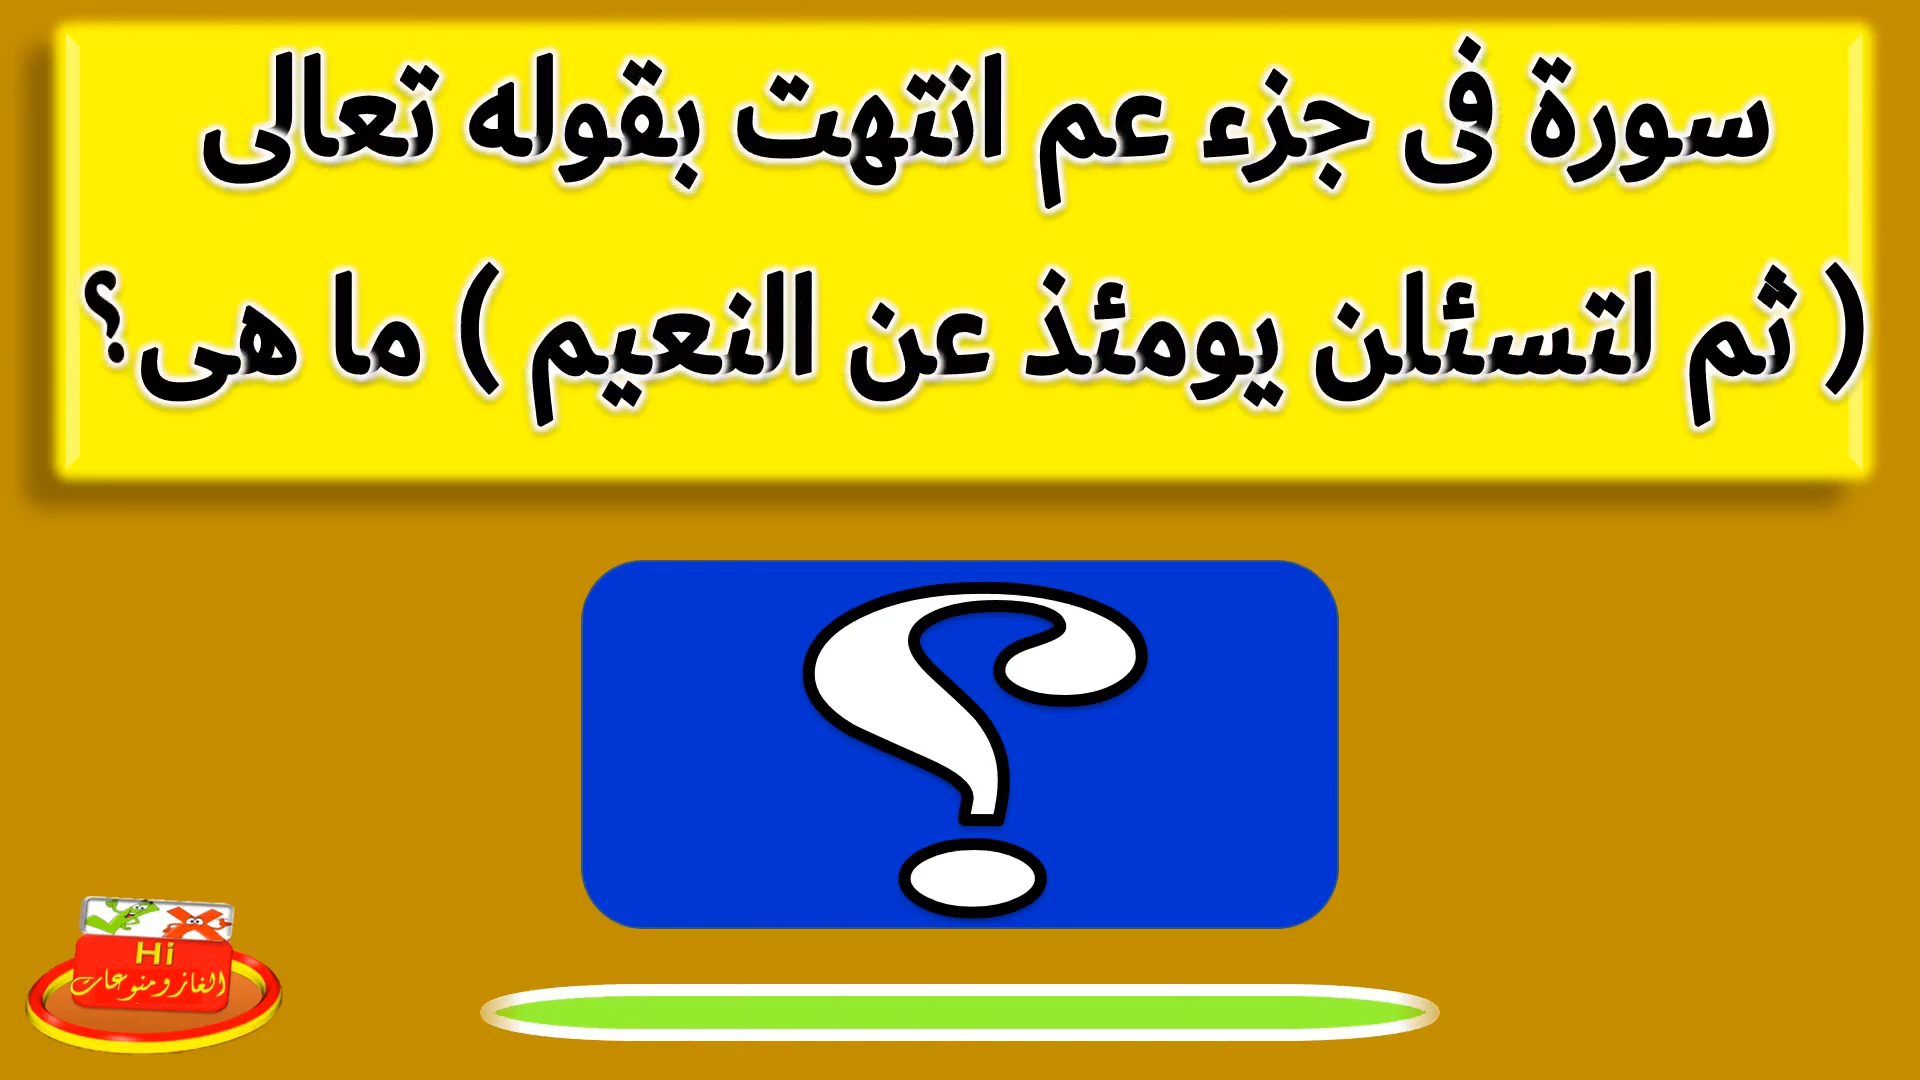 سورة فى جزء عم انتهت بقوله تعالى
( ثم لتسئلن يومئذ عن النعيم ) ما هى؟
؟
Hi
الغاز ومنوعات